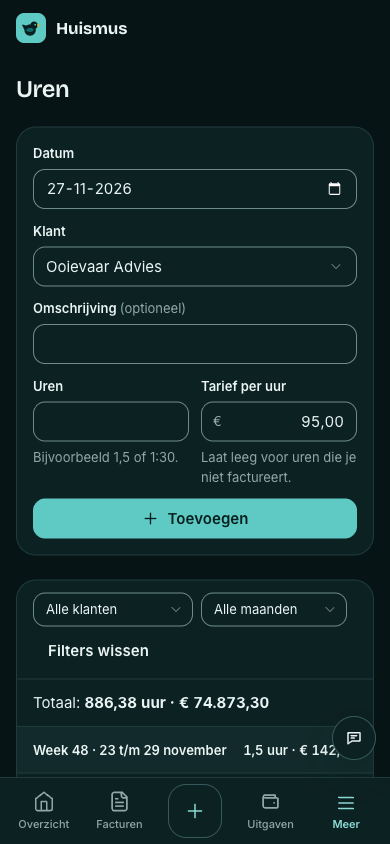 Huismus
Uren
Datum
27-11-2026
Klant
Ooievaar Advies
Omschrijving (optioneel)
Uren Tarief per uur
€ 95,00
Bijvoorbeeld 1,5 of 1:30. Laat leeg voor uren die je
niet factureert.
+ Toevoegen
Alle klanten Alle maanden
Filters wissen
Totaal: 886,38 uur · € 74.873,30
Week 48 · 23 t/m 29 november 1,5 uur · € 142,
Overzicht Facturen + Uitgaven Meer